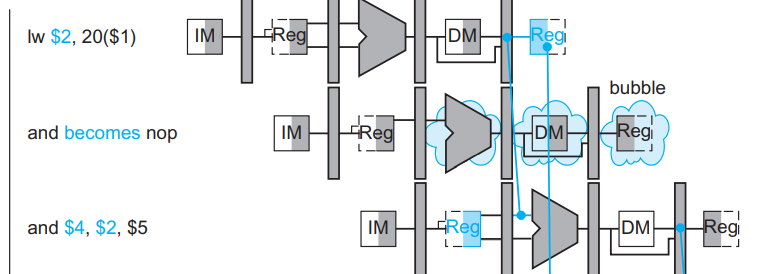 lw $2, 20($1) IM Reg DM Reg
bubble
and becomes nop IM Reg DM Reg
and $4, $2, $5 IM Reg DM Reg